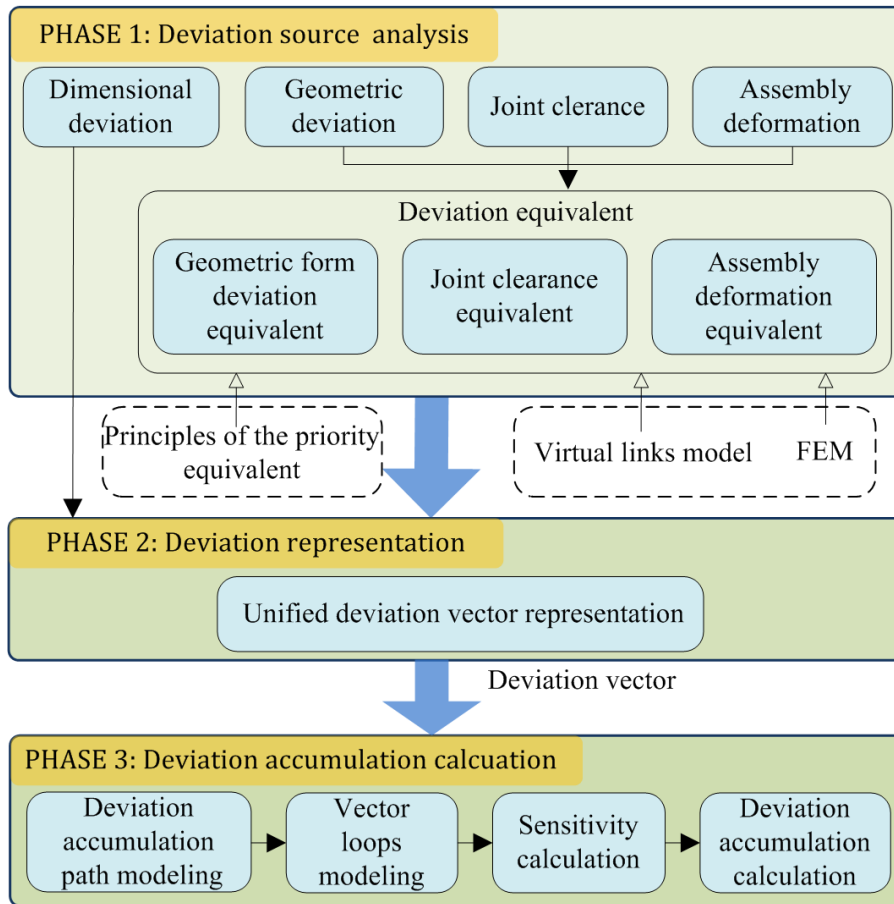 PHASE 1: Deviation source analysis
Dimensional
deviation
Geometric
deviation
Joint clerance
Assembly
deformation
Deviation equivalent
Geometric form
deviation
equivalent
Joint clearance
equivalent
Assembly
deformation
equivalent
Principles of the priority
equivalent
Virtual links model
FEM
PHASE 2: Deviation representation
Unified deviation vector representation
Deviation vector
PHASE 3: Deviation accumulation calcuation
Deviation
accumulation
path modeling
Vector
loops
modeling
Sensitivity
calculation
Deviation
accumulation
calculation